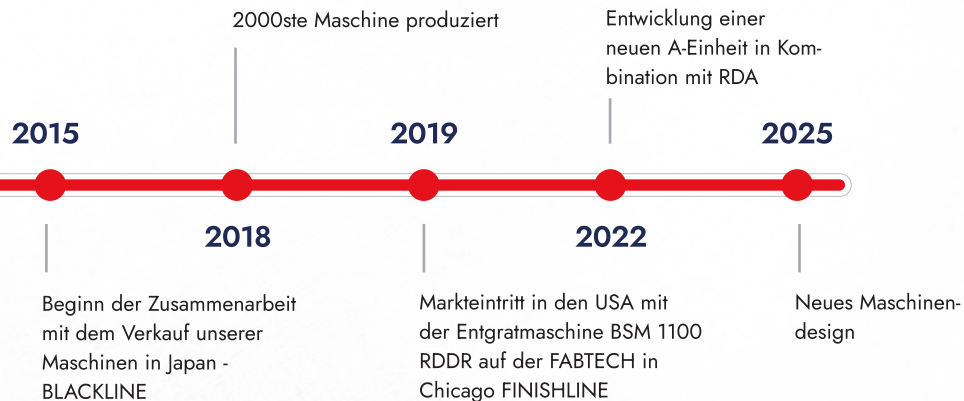 2000ste Maschine produziert
Entwicklung einer
neuen A-Einheit in Kom-
bination mit RDA
2015
2019
2025
2018
2022
Beginn der Zusammenarbeit
mit dem Verkauf unserer
Maschinen in Japan -
BLACKLINE
Markteintritt in den USA mit
der Entgratmaschine BSM 1100
RDDR auf der FABTECH in
Chicago FINISHLINE
Neues Maschinen-
design